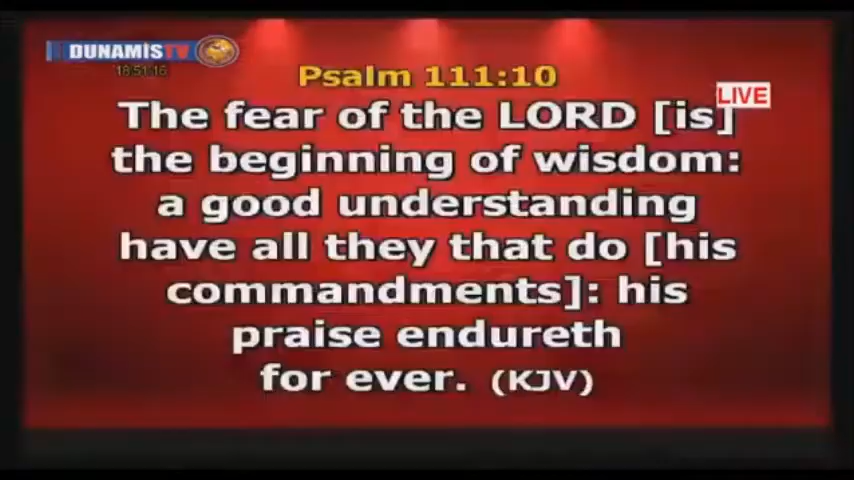 DUNAMIS TV
18:51:16
Psalm 111:10
LIVE
The fear of the LORD [is]
the beginning of wisdom:
a good understanding
have all they that do [his
commandments]: his
praise endureth
for ever. (KJV)